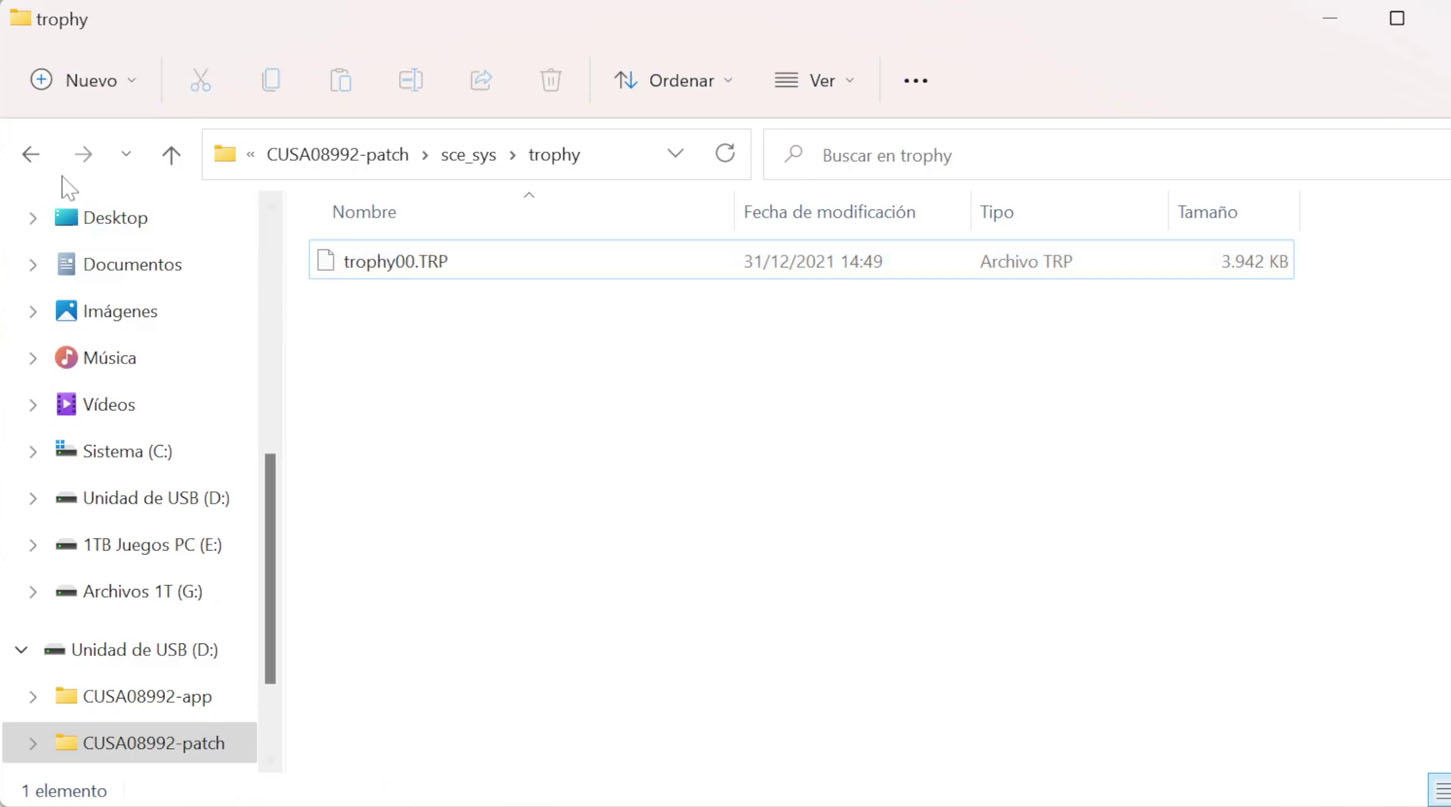 trophy
Nuevo Ordenar Ver
« CUSA08992-patch › sce_sys › trophy Buscar en trophy
Nombre Fecha de modificación Tipo Tamaño
trophy00.TRP 31/12/2021 14:49 Archivo TRP 3.942 KB
Desktop
Documentos
Imágenes
Música
Vídeos
Sistema (C:)
Unidad de USB (D:)
1TB Juegos PC (E:)
Archivos 1T (G:)
Unidad de USB (D:)
CUSA08992-app
CUSA08992-patch
1 elemento